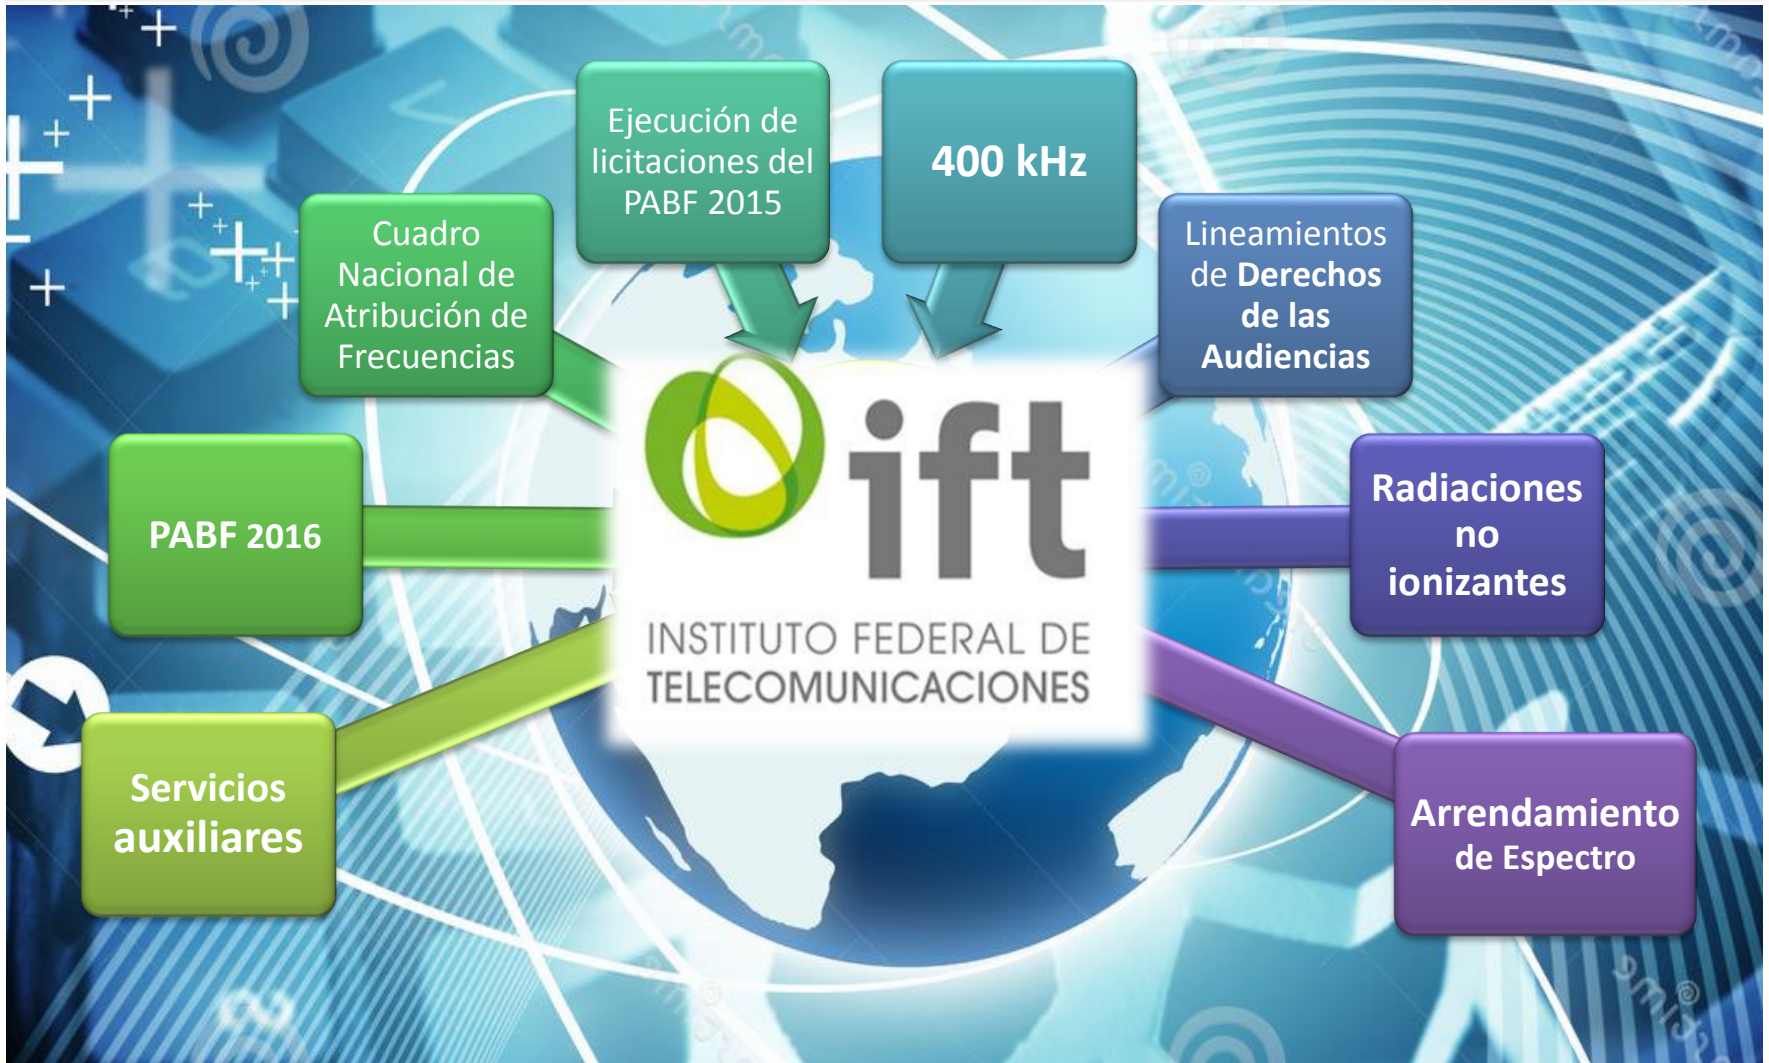 Ejecución de
licitaciones del
PABF 2015
400 kHz
Cuadro
Nacional de
Atribución de
Frecuencias
Lineamientos
de Derechos
de las
Audiencias
PABF 2016
ift
INSTITUTO FEDERAL DE
TELECOMUNICACIONES
Radiaciones
no
ionizantes
Servicios
auxiliares
Arrendamiento
de Espectro